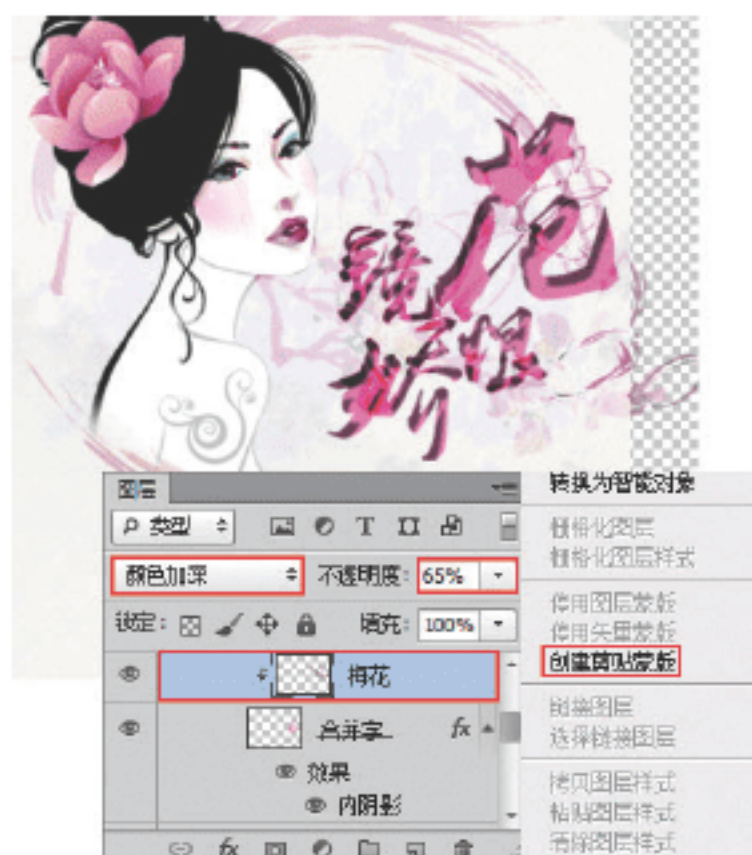 花
镜
无恨
娇
图层
类型
T
颜色加深
不透明度：65%
锁定：
填充：100%
梅花
合并字
fx
效果
内阴影
fx
转换为智能对象
栅格化图层
栅格化图层样式
停用图层蒙版
停用矢量蒙版
创建剪贴蒙版
链接图层
选择链接图层
拷贝图层样式
粘贴图层样式
清除图层样式